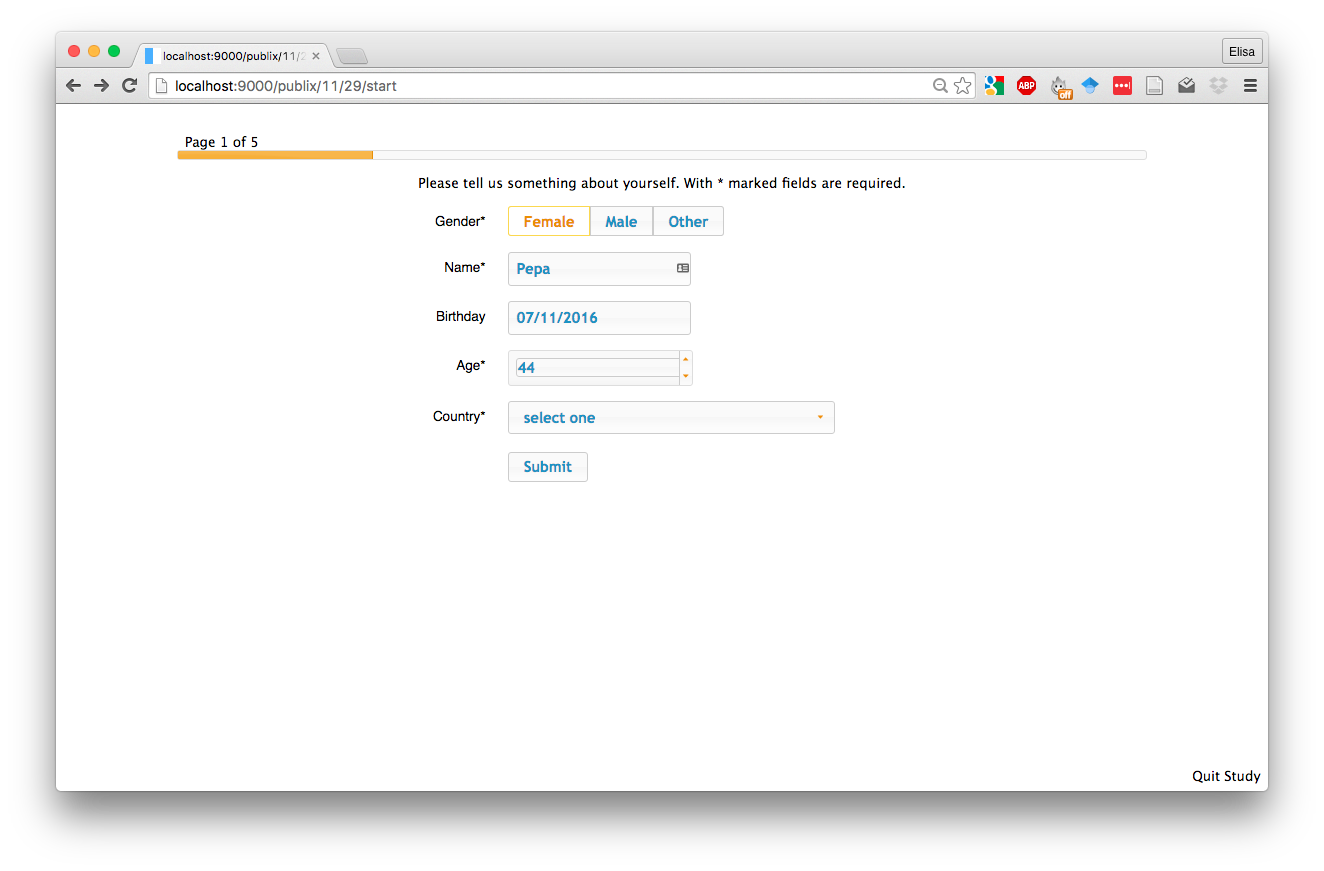 localhost:9000/publix/11/2
Elisa
localhost:9000/publix/11/29/start
ABP
off
Page 1 of 5
Please tell us something about yourself. With * marked fields are required.
Gender* Female Male Other
Name* Pepa
Birthday 07/11/2016
Age* 44
Country* select one
Submit
Quit Study